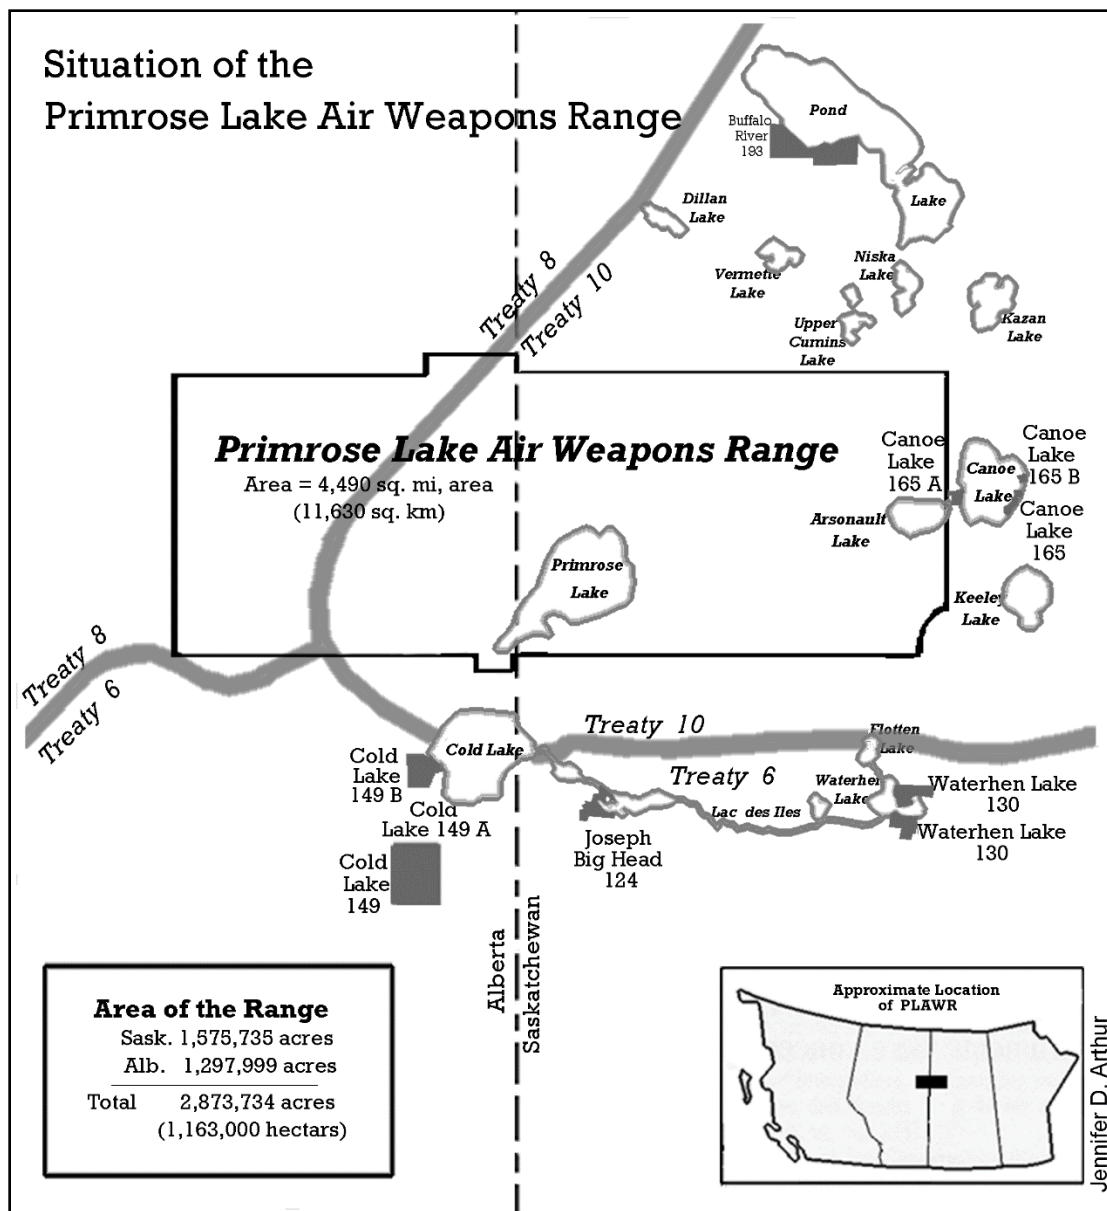 Situation of the
Primrose Lake Air Weapons Range
Pond
Buffalo
River
193
Lake
Dillan
Lake
Vermette
Lake
Niska
Lake
Upper
Cumins
Lake
Kazan
Lake
Treaty 8
Treaty 10
Primrose Lake Air Weapons Range
Area = 4,490 sq. mi, area
(11,630 sq. km)
Canoe
Lake
165 A
Canoe
Lake
Canoe
Lake
165 B
Canoe
Lake
165
Arsonault
Lake
Primrose
Lake
Keeley
Lake
Treaty 8
Treaty 6
Treaty 10
Treaty 6
Flotten
Lake
Cold Lake
Cold
Lake
149 B
Cold
Lake 149 A
Cold
Lake
149
Waterhen
Lake
Waterhen Lake
130
Waterhen Lake
130
Lac des Iles
Joseph
Big Head
124
Alberta
Saskatchewan
Area of the Range
Sask. 1,575,735 acres
Alb. 1,297,999 acres
Total 2,873,734 acres
(1,163,000 hectars)
Approximate Location
of PLAWR
Jennifer D. Arthur